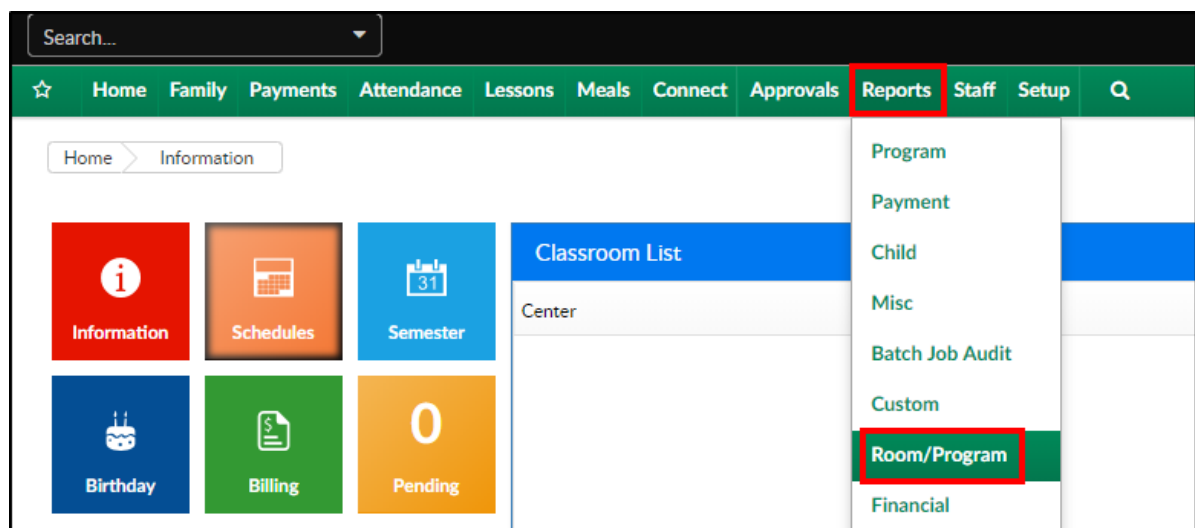 Search...
Home Family Payments Attendance Lessons Meals Connect Approvals Reports Staff Setup
Home Information
Program
Payment
Child
Misc
Batch Job Audit
Custom
Room/Program
Financial
Information
Schedules
31
Semester
Birthday
$
Billing
0
Pending
Classroom List
Center